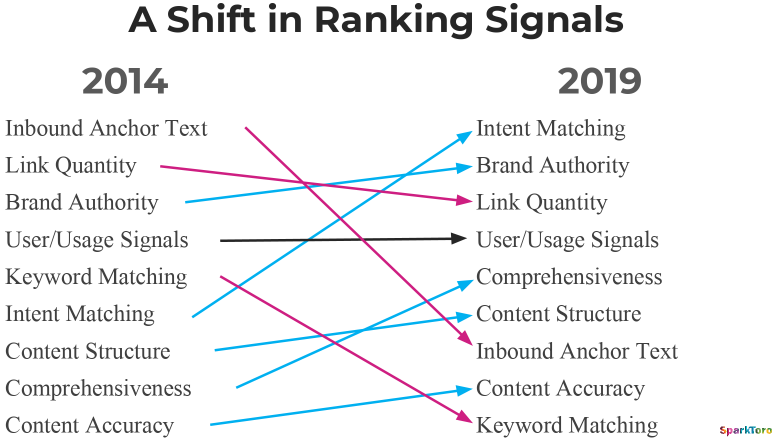 A Shift in Ranking Signals
2014
2019
Inbound Anchor Text
Intent Matching
Link Quantity
Brand Authority
Brand Authority
Link Quantity
User/Usage Signals
User/Usage Signals
Keyword Matching
Comprehensiveness
Intent Matching
Content Structure
Content Structure
Inbound Anchor Text
Comprehensiveness
Content Accuracy
Content Accuracy
Keyword Matching
SparkToro